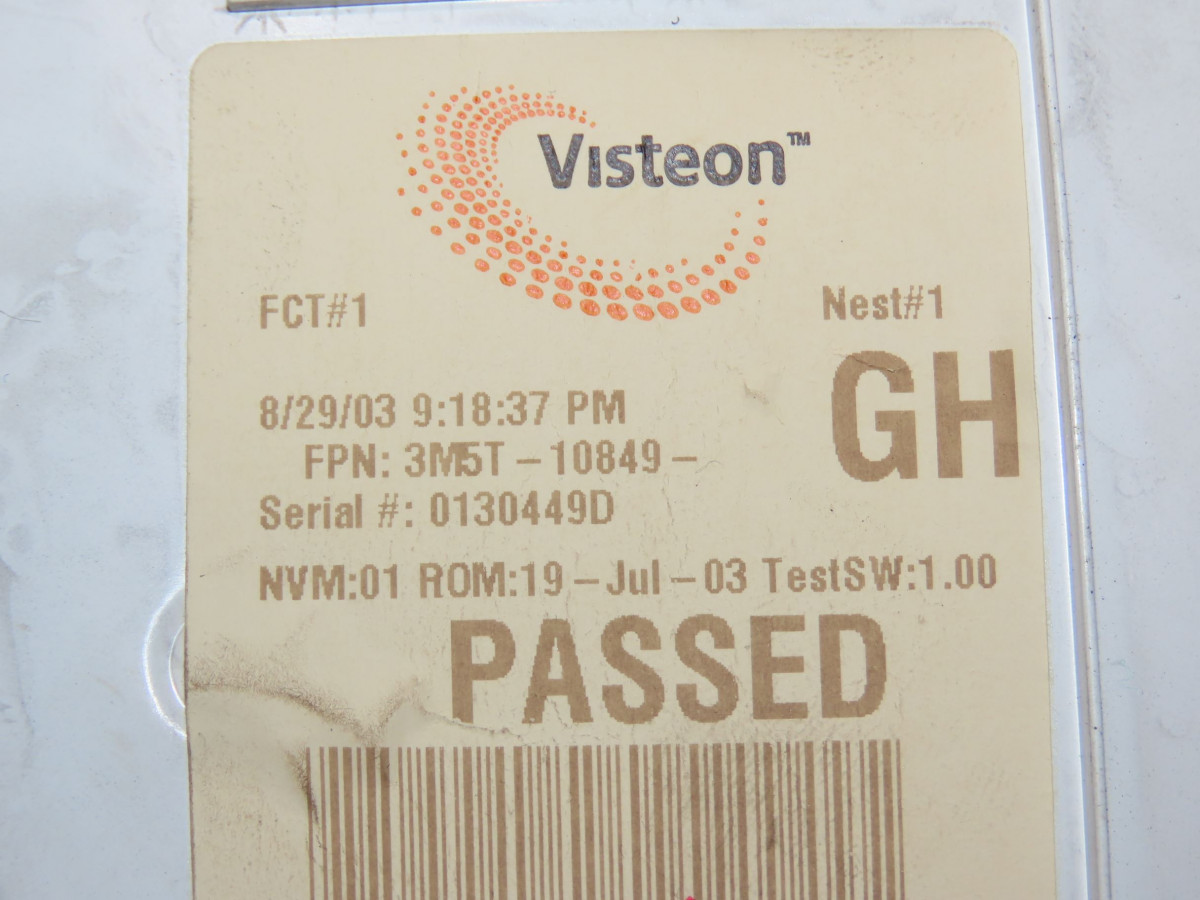 Visteon™
FCT#1
Nest#1
GH
8/29/03 9:18:37 PM
FPN: 3M5T-10849-
Serial #: 0130449D
NVM:01 ROM:19-Jul-03 TestSW:1.00
PASSED